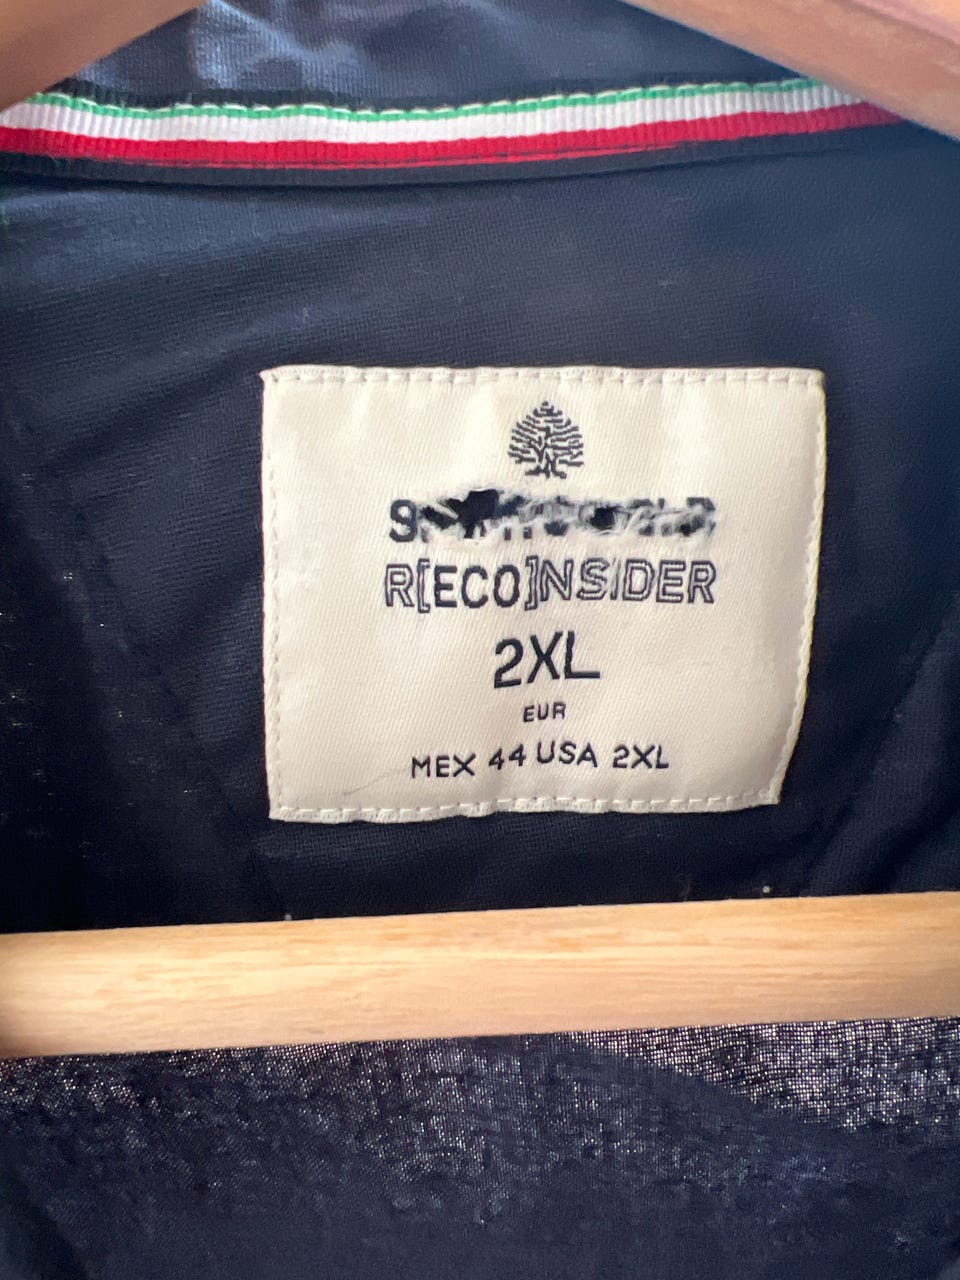 R[ECO]NSIDER
2XL
EUR
MEX 44 USA 2XL